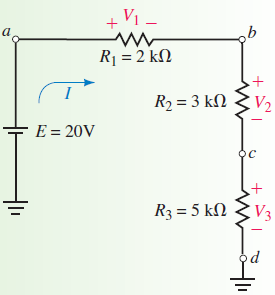 + V₁ −
a
b
R₁ = 2 kΩ
I
+
R₂ = 3 kΩ
V₂
−
E = 20V
c
+
R₃ = 5 kΩ
V₃
−
d